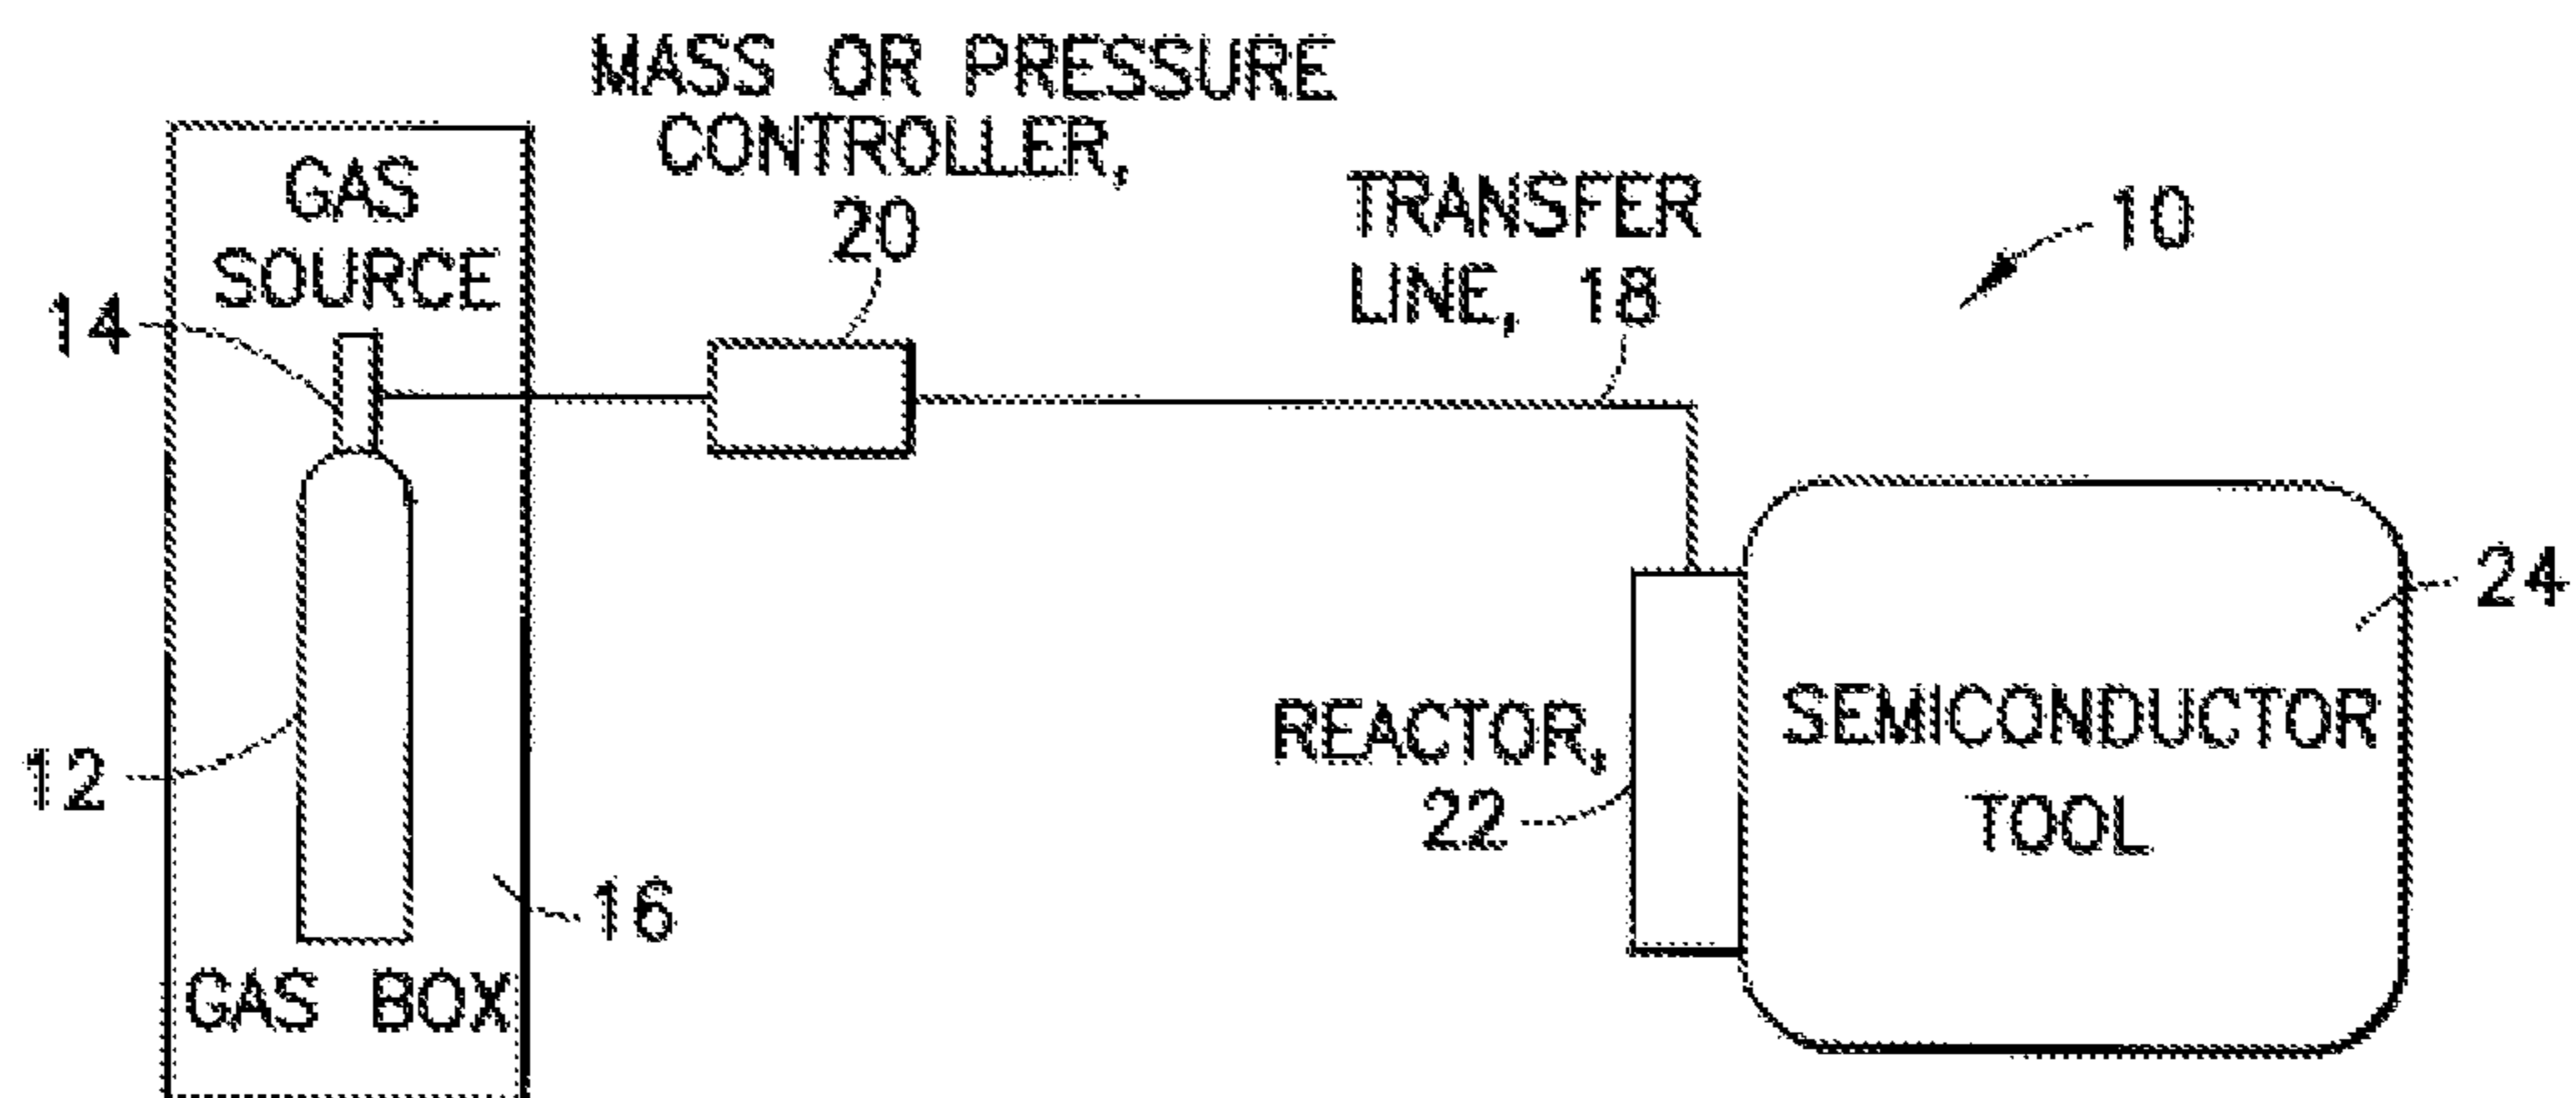 MASS OR PRESSURE
CONTROLLER,
20
GAS
SOURCE
14
TRANSFER
LINE, 18
10
24
12
REACTOR,
22
SEMICONDUCTOR
TOOL
16
GAS BOX